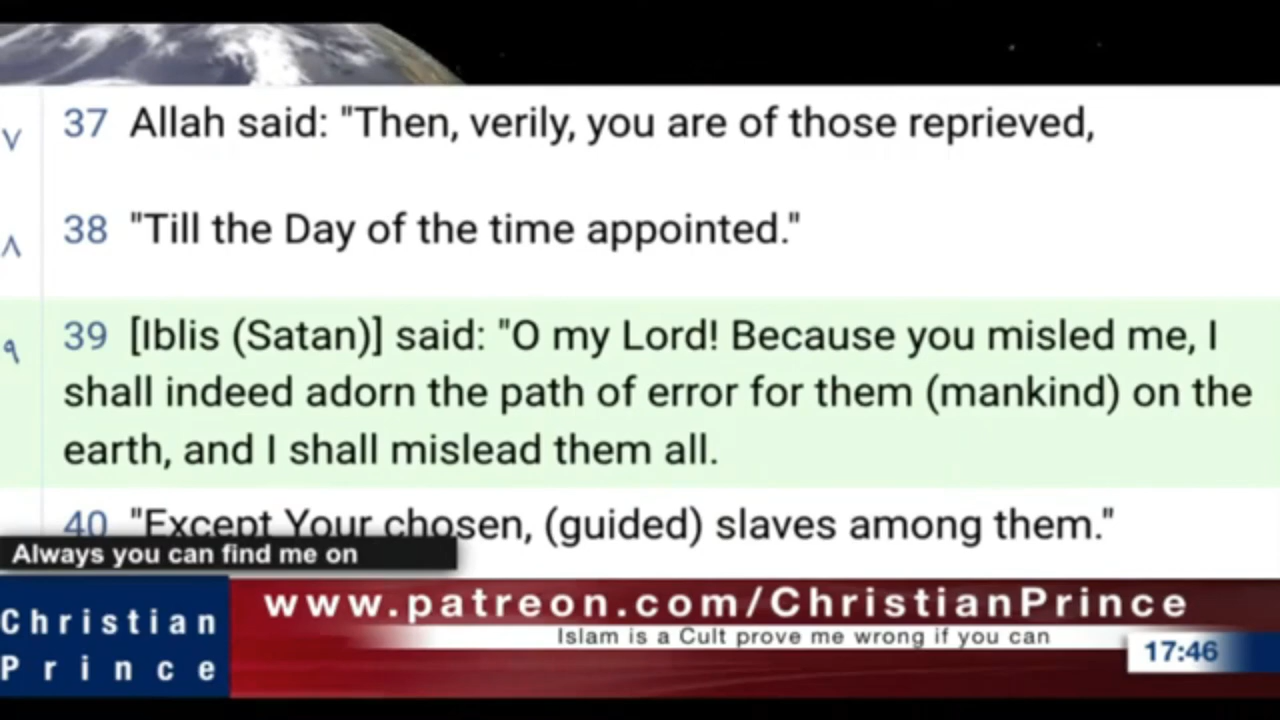 ٧
37 Allah said: "Then, verily, you are of those reprieved,
٨
38 "Till the Day of the time appointed."
٩
39 [Iblis (Satan)] said: "O my Lord! Because you misled me, I
shall indeed adorn the path of error for them (mankind) on the
earth, and I shall mislead them all.
40 "Except Your chosen, (guided) slaves among them."
Always you can find me on
Christian
Prince
www.patreon.com/ChristianPrince
Islam is a Cult prove me wrong if you can
17:46